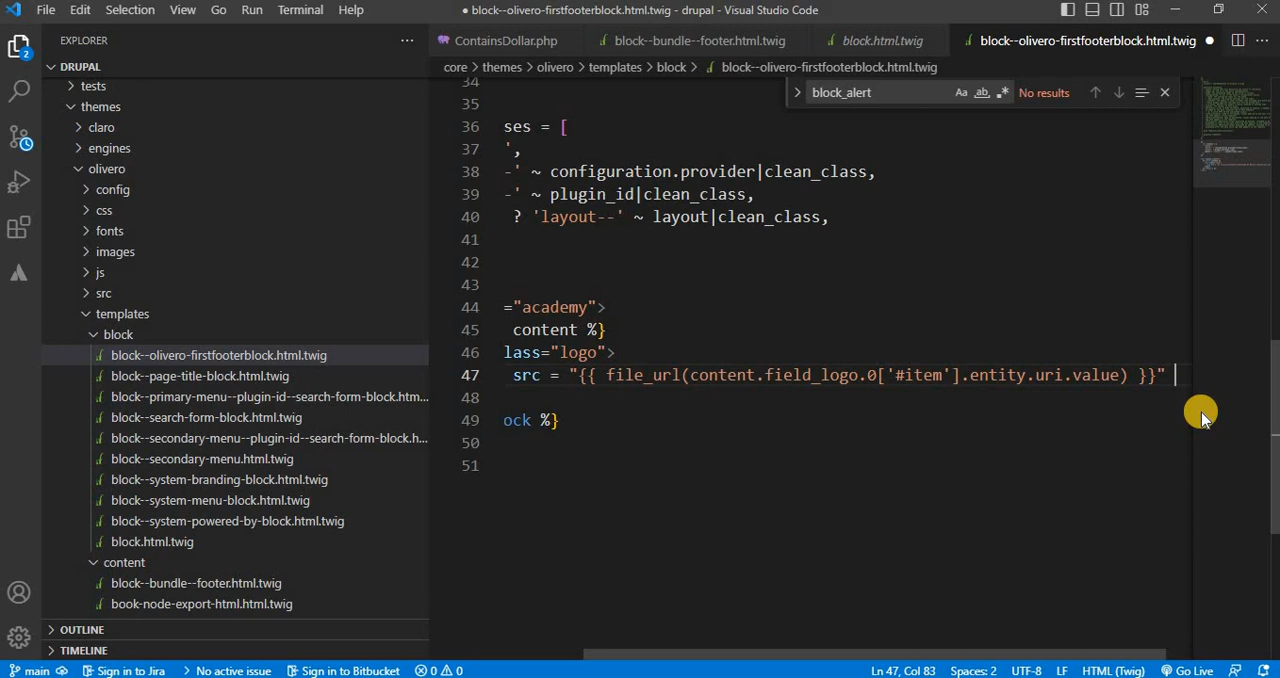 File Edit Selection View Go Run Terminal Help
● block--olivero-firstfooterblock.html.twig - drupal - Visual Studio Code
EXPLORER ···
ContainsDollar.php block--bundle--footer.html.twig block.html.twig block--olivero-firstfooterblock.html.twig ●
core > themes > olivero > templates > block > block--olivero-firstfooterblock.html.twig
block_alert Aa ab No results
2
DRUPAL
tests
themes
claro
engines
olivero
config
css
fonts
images
js
src
templates
block
block--olivero-firstfooterblock.html.twig
block--page-title-block.html.twig
block--primary-menu--plugin-id--search-form-block.htm...
block--search-form-block.html.twig
block--secondary-menu--plugin-id--search-form-block.h...
block--secondary-menu.html.twig
block--system-branding-block.html.twig
block--system-menu-block.html.twig
block--system-powered-by-block.html.twig
block.html.twig
content
block--bundle--footer.html.twig
book-node-export-html.html.twig
OUTLINE
TIMELINE
34
35
36 ses = [
37 ',
38 -' ~ configuration.provider|clean_class,
39 -' ~ plugin_id|clean_class,
40 ? 'layout--' ~ layout|clean_class,
41
42
43
44 ="academy">
45 content %}
46 lass="logo">
47 src = "{{ file_url(content.field_logo.0['#item'].entity.uri.value) }}"
48
49 ock %}
50
51
main Sign in to Jira No active issue Sign in to Bitbucket 0 0 Ln 47, Col 83 Spaces: 2 UTF-8 LF HTML (Twig) Go Live